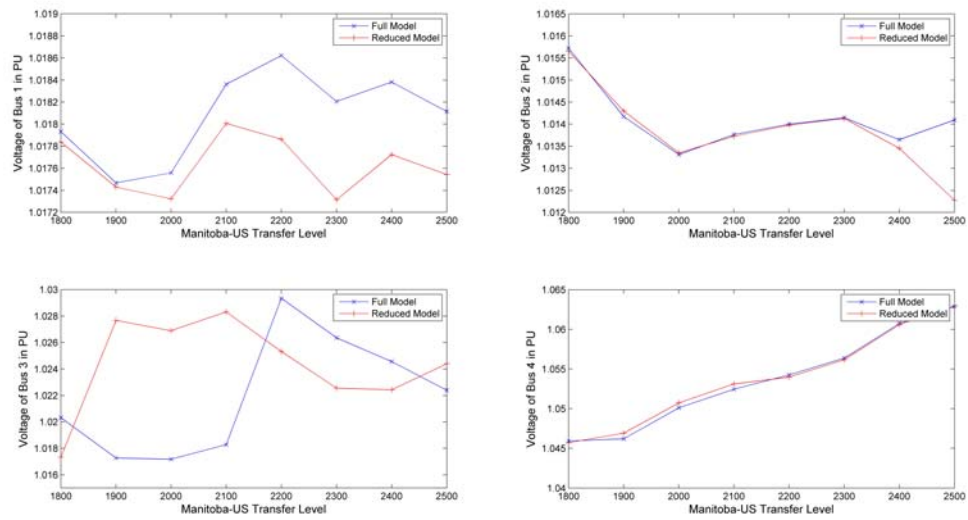 1.019
1.0188
1.0186
1.0184
1.0182
1.018
1.0178
1.0176
1.0174
1.0172
Voltage of Bus 1 in PU
Full Model
Reduced Model
1800 1900 2000 2100 2200 2300 2400 2500
Manitoba-US Transfer Level
1.0165
1.016
1.0155
1.015
1.0145
1.014
1.0135
1.013
1.0125
1.012
Voltage of Bus 2 in PU
Full Model
Reduced Model
1800 1900 2000 2100 2200 2300 2400 2500
Manitoba-US Transfer Level
1.03
1.028
1.026
1.024
1.022
1.02
1.018
1.016
Voltage of Bus 3 in PU
Full Model
Reduced Model
1800 1900 2000 2100 2200 2300 2400 2500
Manitoba-US Transfer Level
1.065
1.06
1.055
1.05
1.045
1.04
Voltage of Bus 4 in PU
Full Model
Reduced Model
1800 1900 2000 2100 2200 2300 2400 2500
Manitoba-US Transfer Level